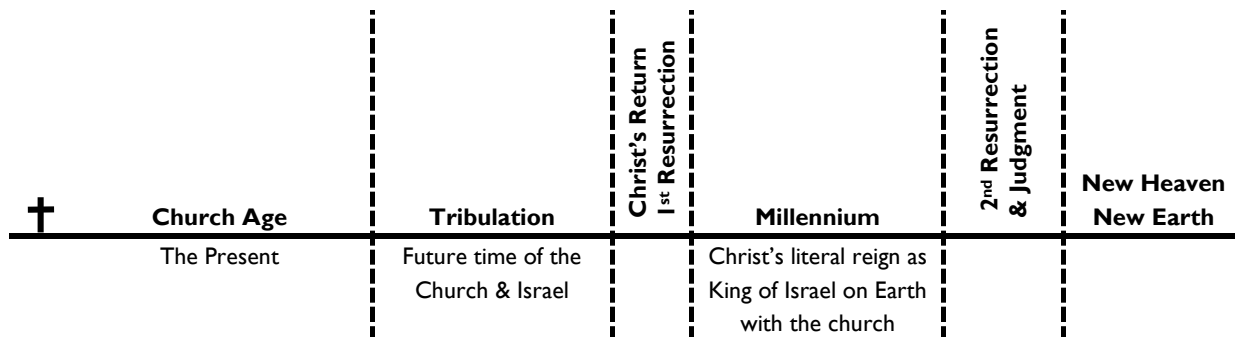 Church Age
The Present
Tribulation
Future time of the
Church & Israel
Christ's Return
1st Resurrection
Millennium
Christ's literal reign as
King of Israel on Earth
with the church
2nd Resurrection
& Judgment
New Heaven
New Earth